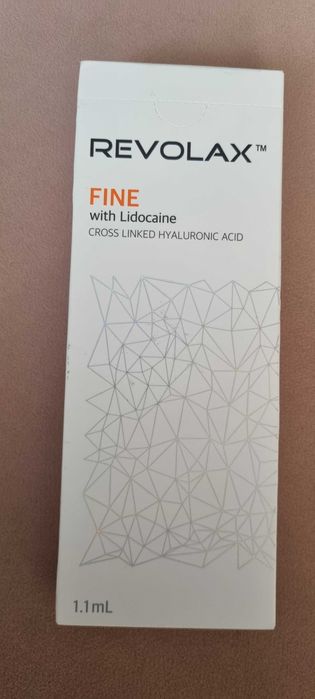 REVOLAX™
FINE
with Lidocaine
CROSS LINKED HYALURONIC ACID
1.1mL